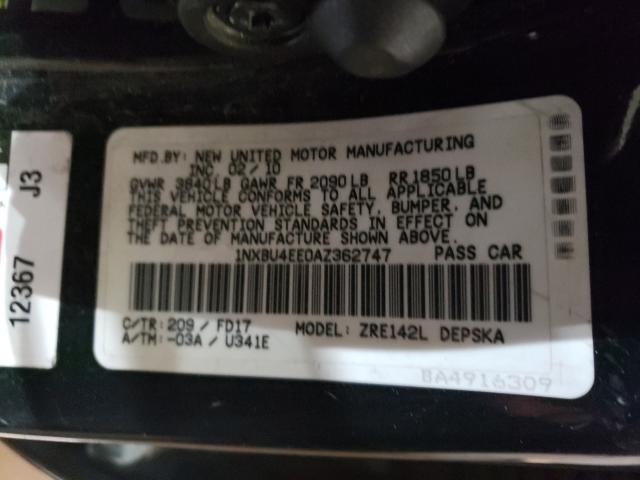 MFD.BY: NEW UNITED MOTOR MANUFACTURING
INC. 02/10
GVWR 3840LB GAWR FR 2090LB RR1850LB
THIS VEHICLE CONFORMS TO ALL APPLICABLE
FEDERAL MOTOR VEHICLE SAFETY, BUMPER, AND
THEFT PREVENTION STANDARDS IN EFFECT ON
THE DATE OF MANUFACTURE SHOWN ABOVE.
1NXBU4EE0AZ362747 PASS CAR
C/TR: 209 / FD17 MODEL: ZRE142L DEPSKA
A/TM: -03A / U341E
BA4916309
12367 J3